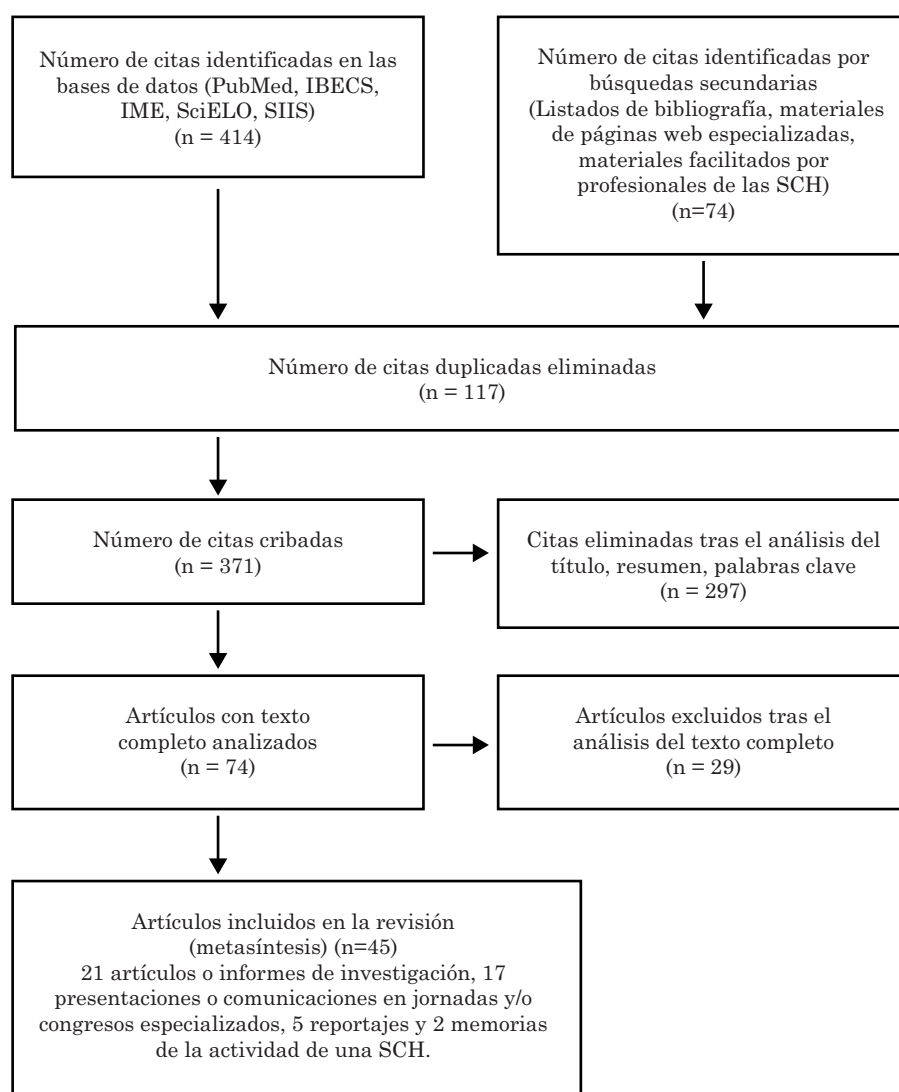 Número de citas identificadas en las
bases de datos (PubMed, IBECS,
IME, SciELO, SIIS)
(n = 414)
Número de citas identificadas por
búsquedas secundarias
(Listados de bibliografía, materiales
de páginas web especializadas,
materiales facilitados por
profesionales de las SCH)
(n=74)
Número de citas duplicadas eliminadas
(n = 117)
Número de citas cribadas
(n = 371)
Citas eliminadas tras el análisis del
título, resumen, palabras clave
(n = 297)
Artículos con texto
completo analizados
(n = 74)
Artículos excluidos tras el
análisis del texto completo
(n = 29)
Artículos incluidos en la revisión
(metasíntesis) (n=45)
21 artículos o informes de investigación, 17
presentaciones o comunicaciones en jornadas y/o
congresos especializados, 5 reportajes y 2 memorias
de la actividad de una SCH.